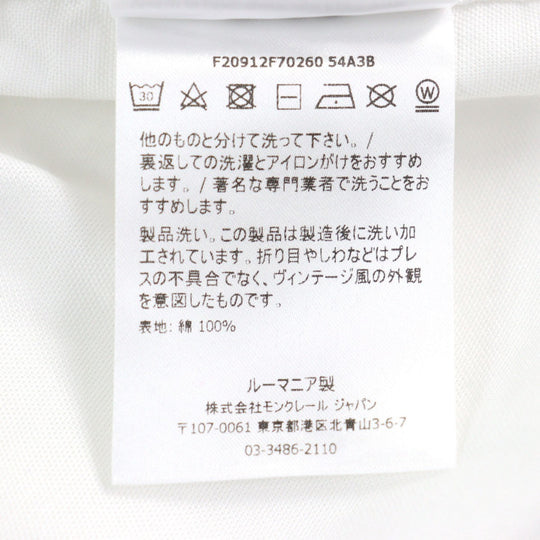 F20912F70260 54A3B
30
W
他のものと分けて洗って下さい。/
裏返しての洗濯とアイロンがけをおすすめ
します。/ 著名な専門業者で洗うことをお
すすめします。
製品洗い。この製品は製造後に洗い加
工されています。折り目やしわなどはプレ
スの不具合でなく、ヴィンテージ風の外観
を意図したものです。
表地: 綿 100%
ルーマニア製
株式会社モンクレール ジャパン
〒107-0061 東京都港区北青山3-6-7
03-3486-2110